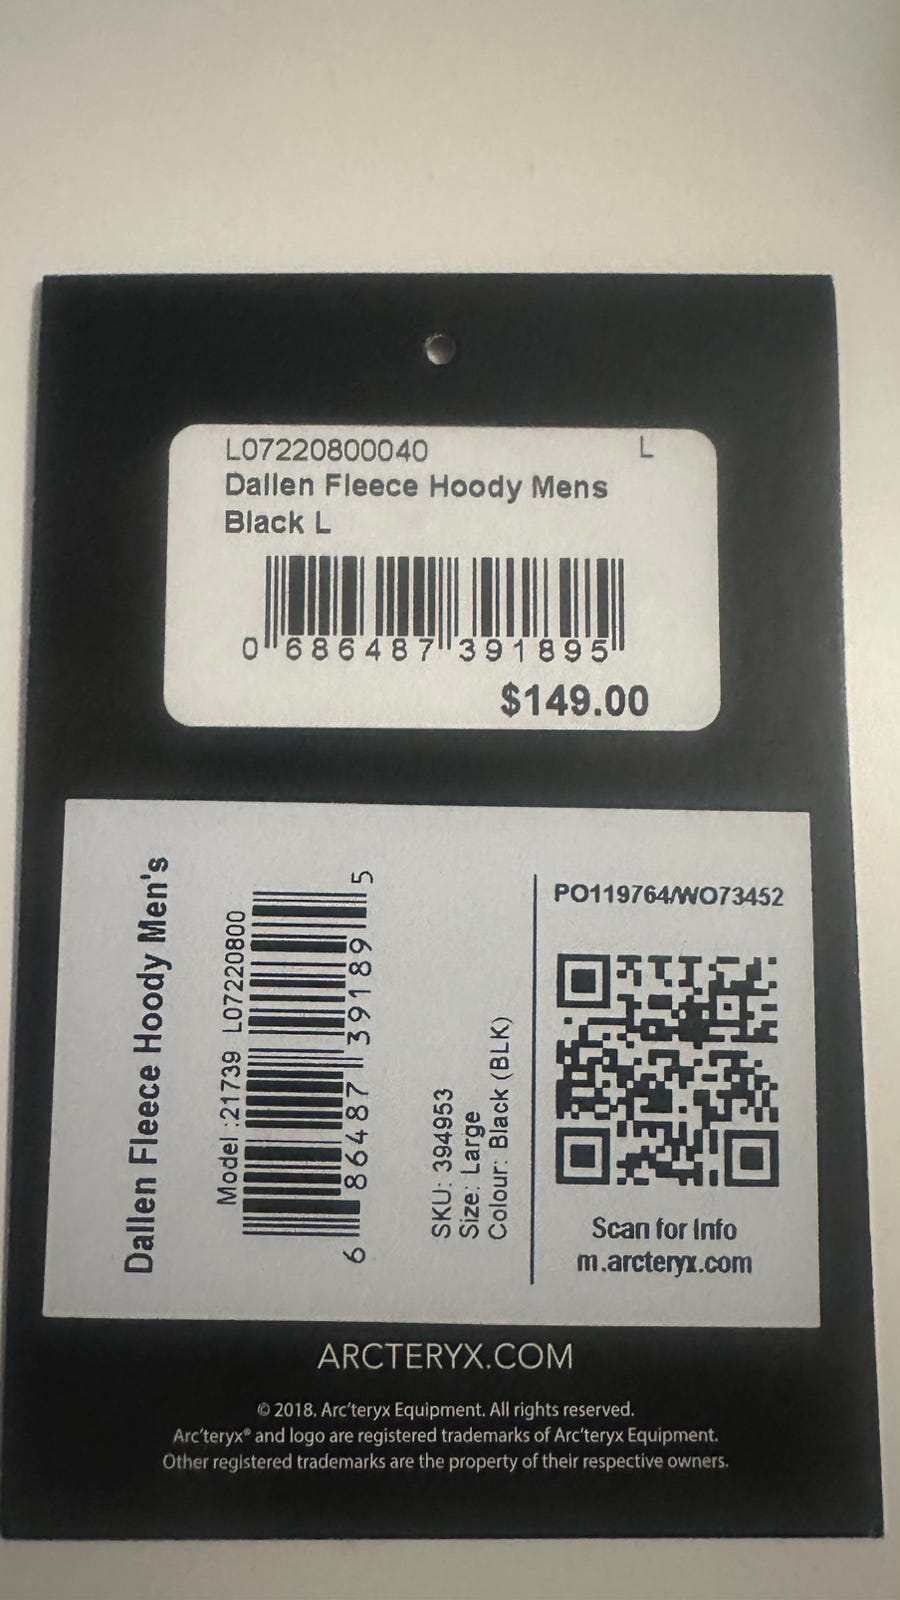 L07220800040 L
Dallen Fleece Hoody Mens
Black L
0 686487 391895
$149.00
Dallen Fleece Hoody Men's
Model :21739 L07220800
6 86487 39189 5
SKU: 394953
Size: Large
Colour: Black (BLK)
PO119764/WO73452
Scan for Info
m.arcteryx.com
ARCTERYX.COM
© 2018. Arc'teryx Equipment. All rights reserved.
Arc'teryx® and logo are registered trademarks of Arc'teryx Equipment.
Other registered trademarks are the property of their respective owners.